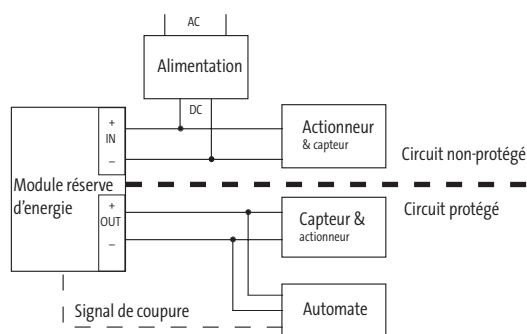 AC
Alimentation
DC
+
IN
–
Actionneur
& capteur
Circuit non-protégé
Module réserve
d'energie
+
OUT
–
Capteur &
actionneur
Circuit protégé
Signal de coupure
Automate